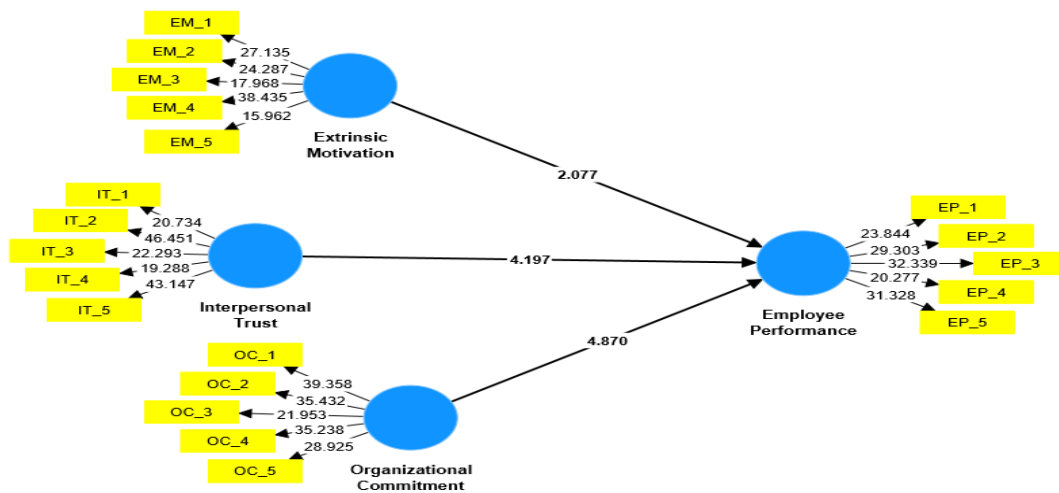 EM_1
27.135
EM_2
24.287
EM_3
17.968
EM_4
38.435
EM_5
15.962
Extrinsic
Motivation
2.077
IT_1
20.734
IT_2
46.451
IT_3
22.293
IT_4
19.288
IT_5
43.147
Interpersonal
Trust
4.197
OC_1
39.358
OC_2
35.432
OC_3
21.953
OC_4
35.238
OC_5
28.925
Organizational
Commitment
4.870
EP_1
23.844
EP_2
29.303
EP_3
32.339
EP_4
20.277
EP_5
31.328
Employee
Performance